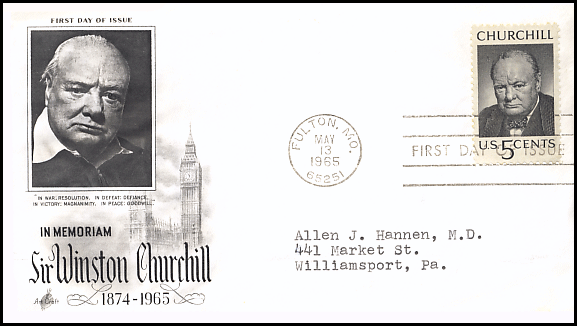 FIRST DAY OF ISSUE
"IN WAR; RESOLUTION. IN DEFEAT: DEFIANCE.
IN VICTORY; MAGNANIMITY. IN PEACE: GOODWILL."
IN MEMORIAM
Sir Winston Churchill
1874-1965
Art Craft
FULTON, MO.
MAY
13
1965
65251
CHURCHILL
U.S. 5 CENTS
FIRST DAY OF ISSUE
Allen J. Hannen, M.D.
441 Market St.
Williamsport, Pa.